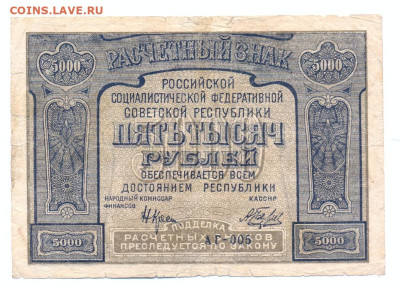 COINS.LAVE.RU
РАСЧЕТНЫЙ ЗНАК
5000 5000
РОССИЙСКОЙ
СОЦИАЛИСТИЧЕСКОЙ ФЕДЕРАТИВНОЙ
СОВЕТСКОЙ РЕСПУБЛИКИ
ПЯТЬ ТЫСЯЧ
РУБЛЕЙ
ОБЕСПЕЧИВАЕТСЯ ВСЕМ
ДОСТОЯНИЕМ РЕСПУБЛИКИ
НАРОДНЫЙ КОМИССАР КАССИР
ФИНАНСОВ
ПОДДЕЛКА
5000 РАСЧЕТНЫХ ЗНАКОВ 5000
ПРЕСЛЕДУЕТСЯ ПО ЗАКОНУ